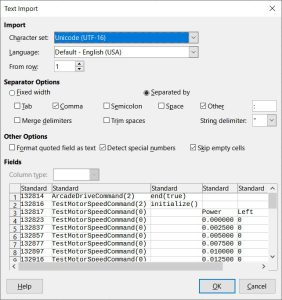 Text Import
Import
Character set: Unicode (UTF-16)
Language: Default - English (USA)
From row: 1
Separator Options
Fixed width Separated by
Tab Comma Semicolon Space Other :
Merge delimiters Trim spaces String delimiter: "
Other Options
Format quoted field as text Detect special numbers Skip empty cells
Fields
Column type:
Standard Standard Standard Standard Standard
1 132814 ArcadeDriveCommand(2) end(true)
2 132816 TestMotorSpeedCommand(2) initialize()
3 132817 TestMotorSpeedCommand(0) Power Left
4 132817 TestMotorSpeedCommand(0) 0.000000 0
5 132837 TestMotorSpeedCommand(0) 0.002500 0
6 132857 TestMotorSpeedCommand(0) 0.005000 0
7 132877 TestMotorSpeedCommand(0) 0.007500 0
8 132897 TestMotorSpeedCommand(0) 0.010000 0
9 132916 TestMotorSpeedCommand(0) 0.012500 0
Help OK Cancel